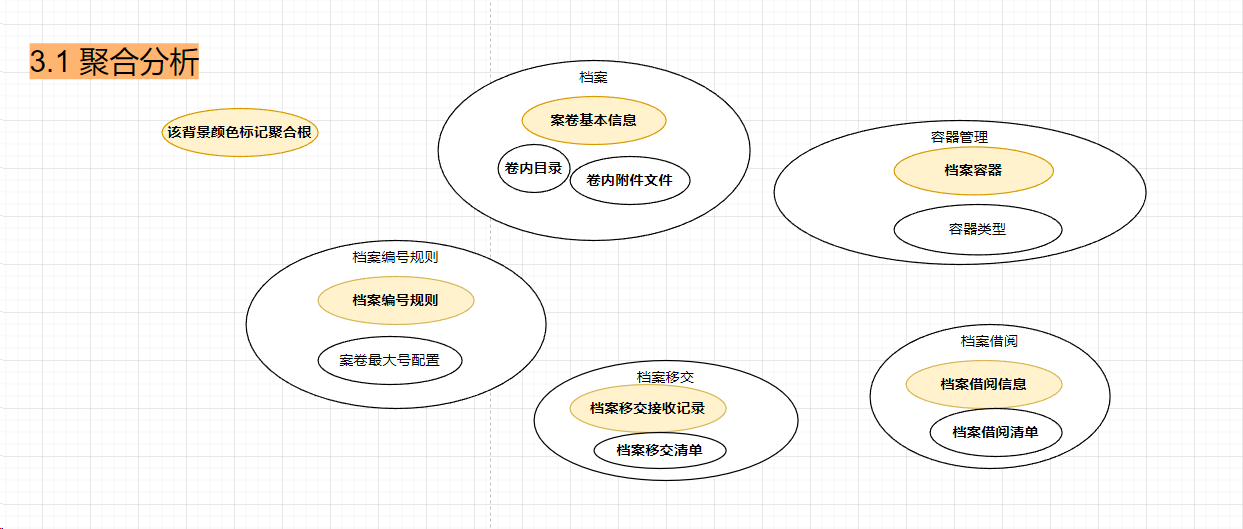 3.1 聚合分析
该背景颜色标记聚合根
档案
案卷基本信息
卷内目录
卷内附件文件
容器管理
档案容器
容器类型
档案编号规则
档案编号规则
案卷最大号配置
档案移交
档案移交接收记录
档案移交清单
档案借阅
档案借阅信息
档案借阅清单